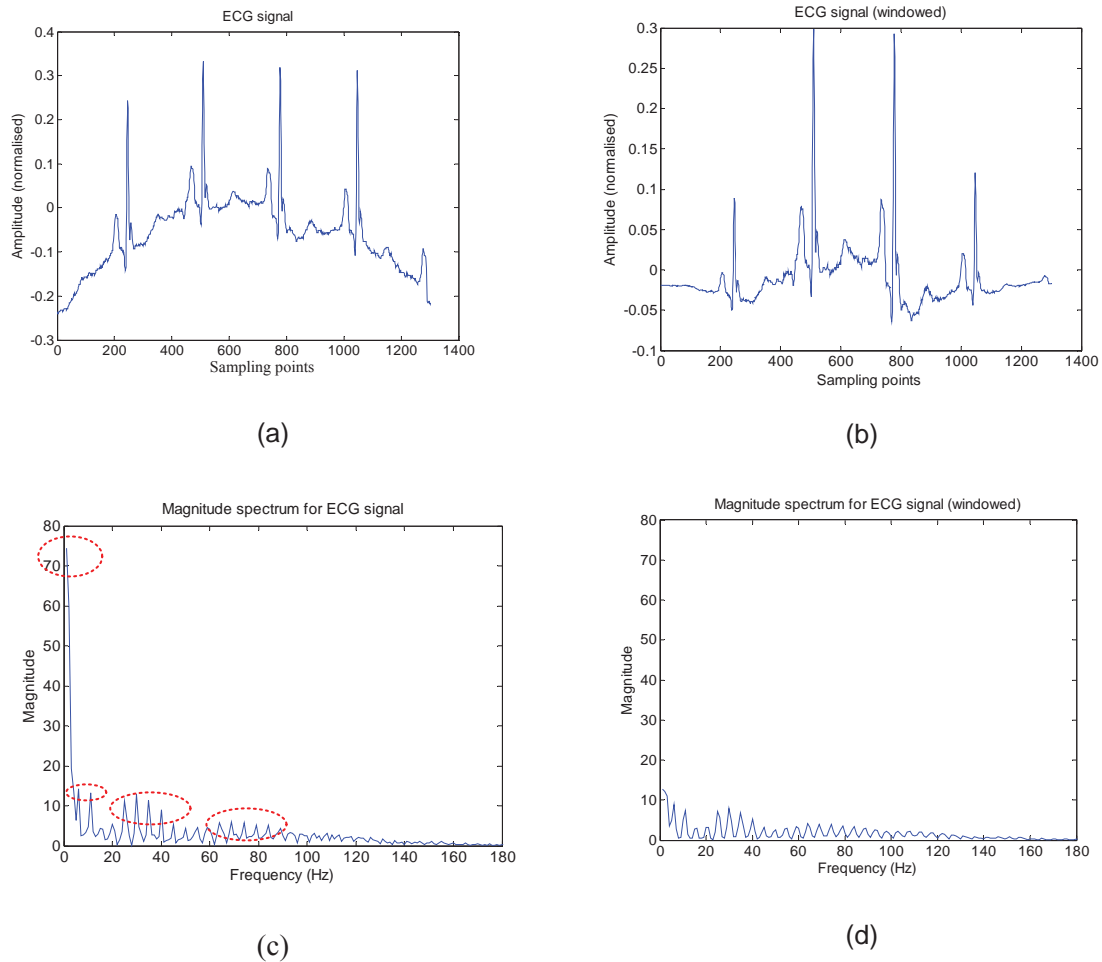 ECG signal
0.4
0.3
0.2
0.1
0
-0.1
-0.2
-0.3
Amplitude (normalised)
0 200 400 600 800 1000 1200 1400
Sampling points
(a)
ECG signal (windowed)
0.3
0.25
0.2
0.15
0.1
0.05
0
-0.05
-0.1
Amplitude (normalised)
0 200 400 600 800 1000 1200 1400
Sampling points
(b)
Magnitude spectrum for ECG signal
80
70
60
50
40
30
20
10
0
Magnitude
0 20 40 60 80 100 120 140 160 180
Frequency (Hz)
(c)
Magnitude spectrum for ECG signal (windowed)
80
70
60
50
40
30
20
10
0
Magnitude
0 20 40 60 80 100 120 140 160 180
Frequency (Hz)
(d)